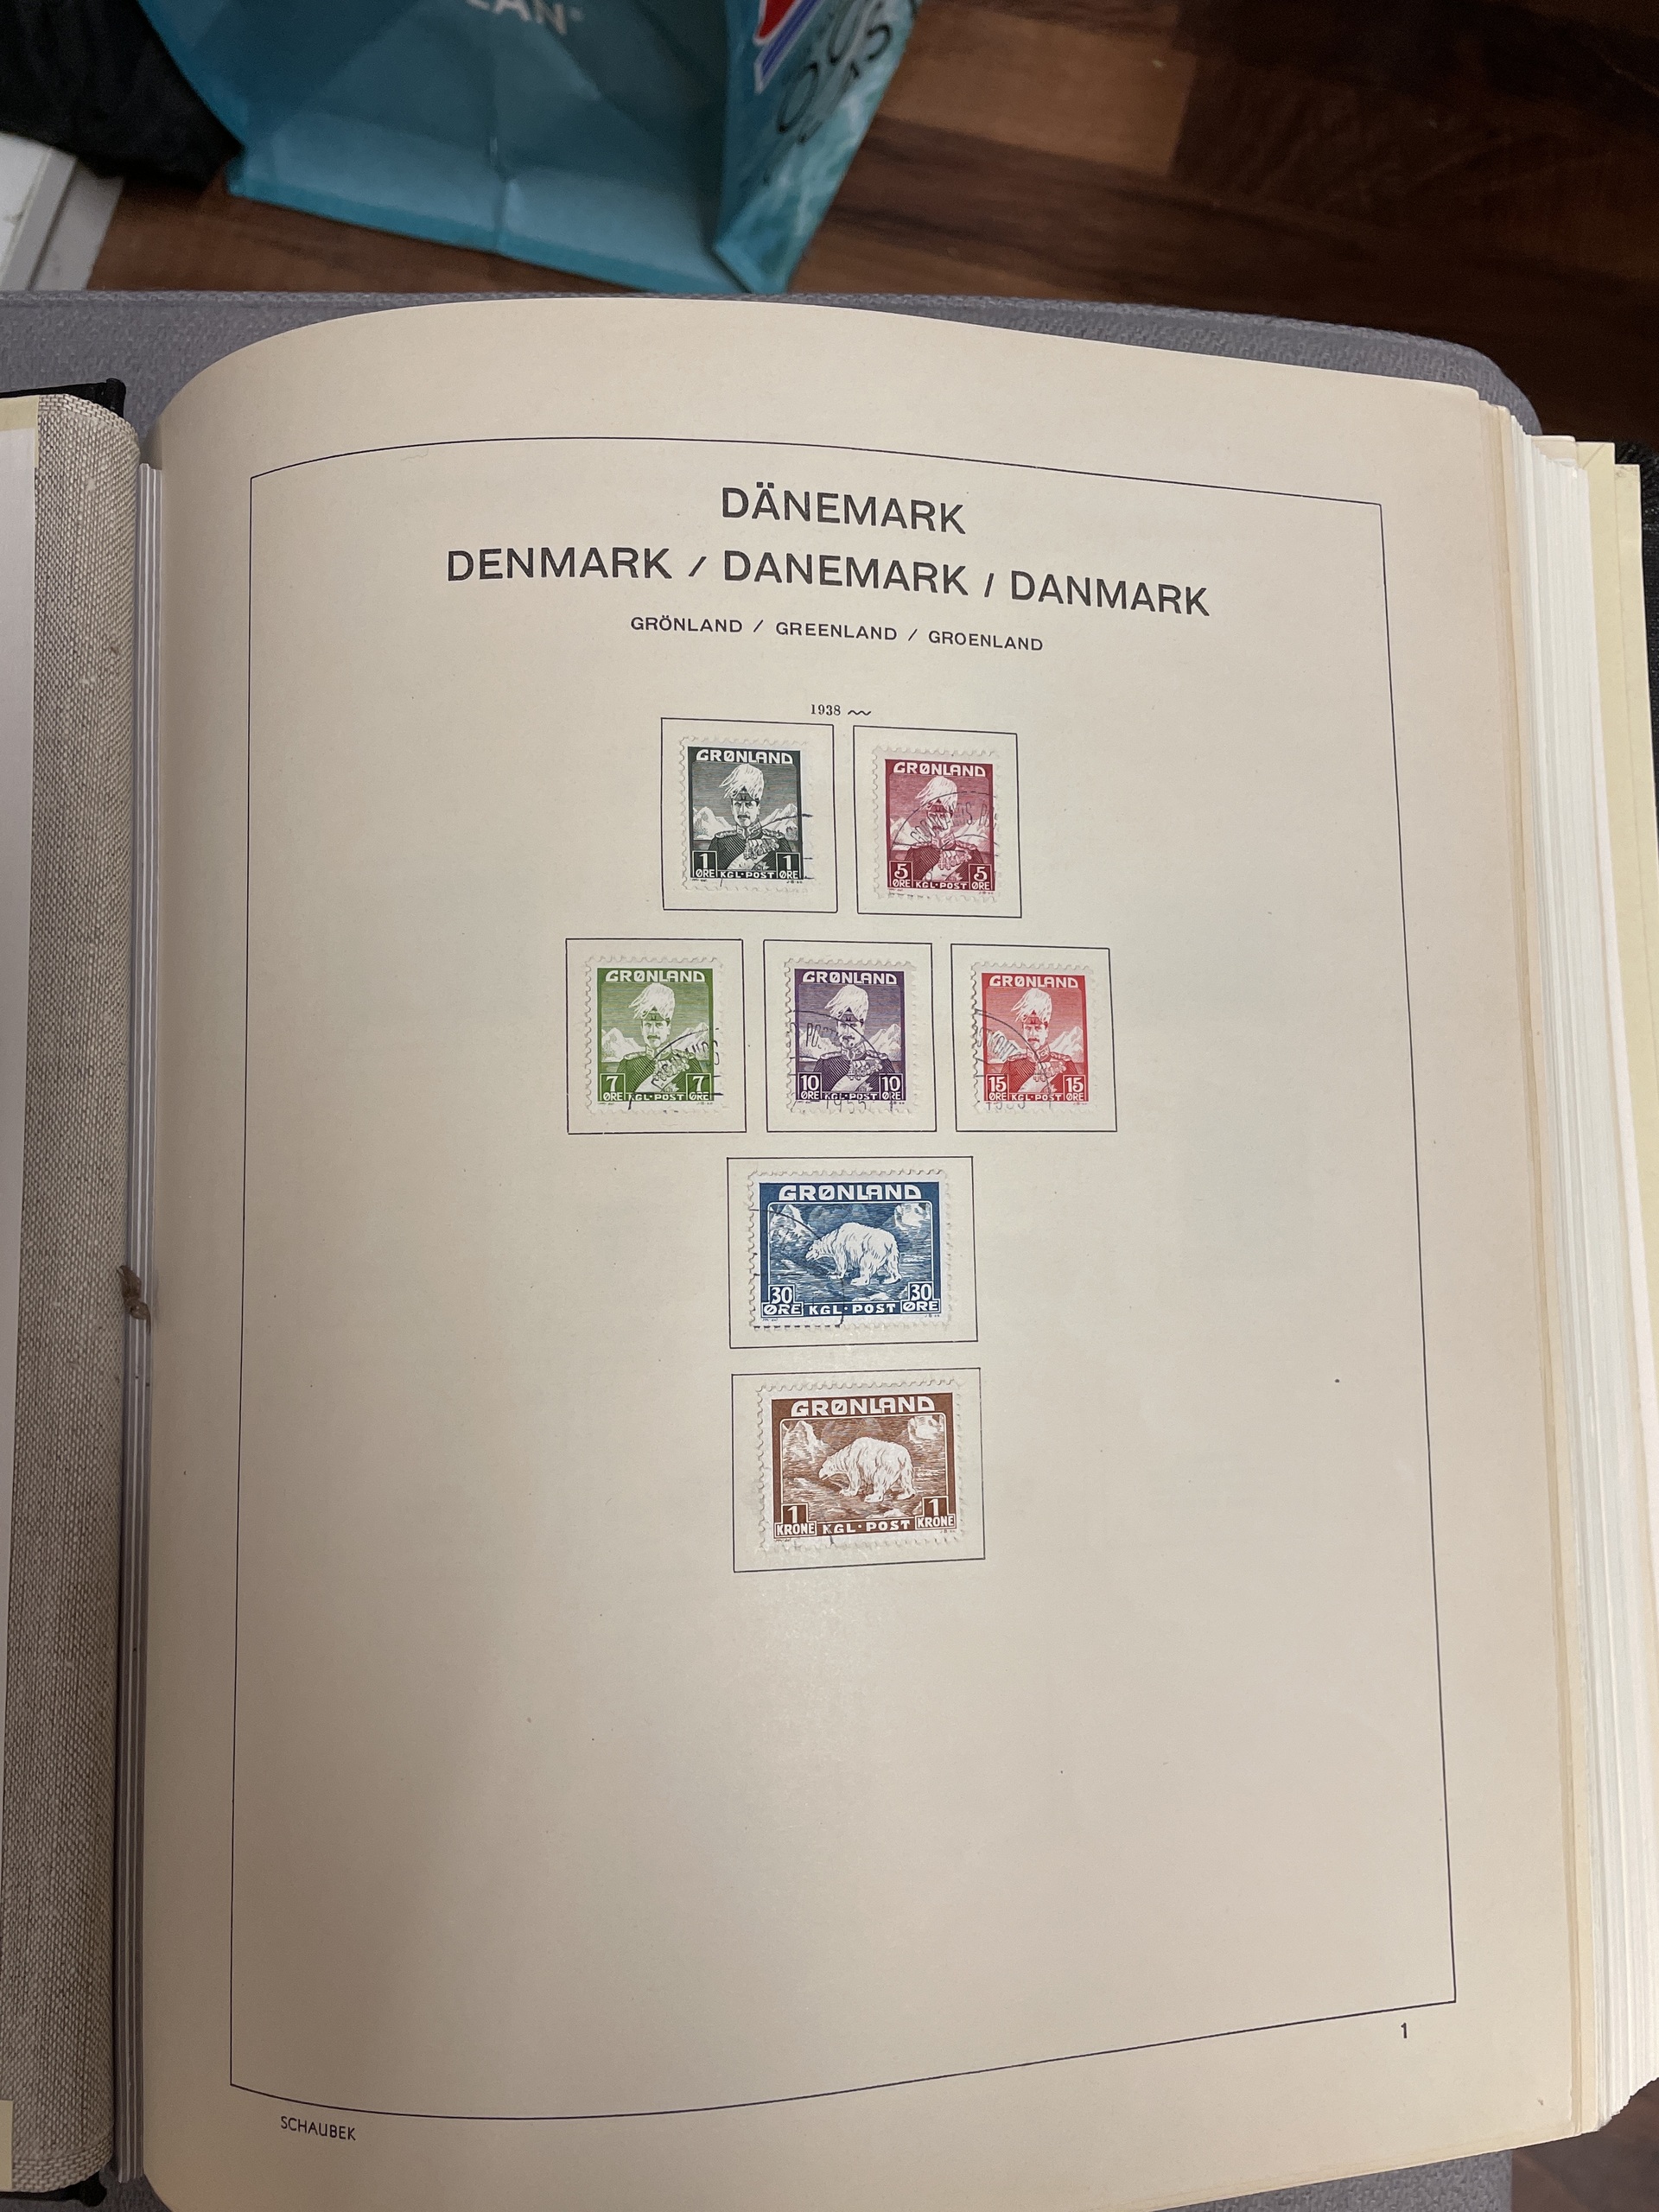 DÄNEMARK
DENMARK / DANEMARK / DANMARK
GRÖNLAND / GREENLAND / GROENLAND
1938
GRØNLAND
1 1
ØRE KGL·POST ØRE
GRØNLAND
5 5
ØRE KGL·POST ØRE
GRØNLAND
7 7
ØRE KGL·POST ØRE
GRØNLAND
10 10
ØRE KGL·POST ØRE
GRØNLAND
15 15
ØRE KGL·POST ØRE
GRØNLAND
30 30
ØRE KGL·POST ØRE
GRØNLAND
1 1
KRONE KGL·POST KRONE
1
SCHAUBEK